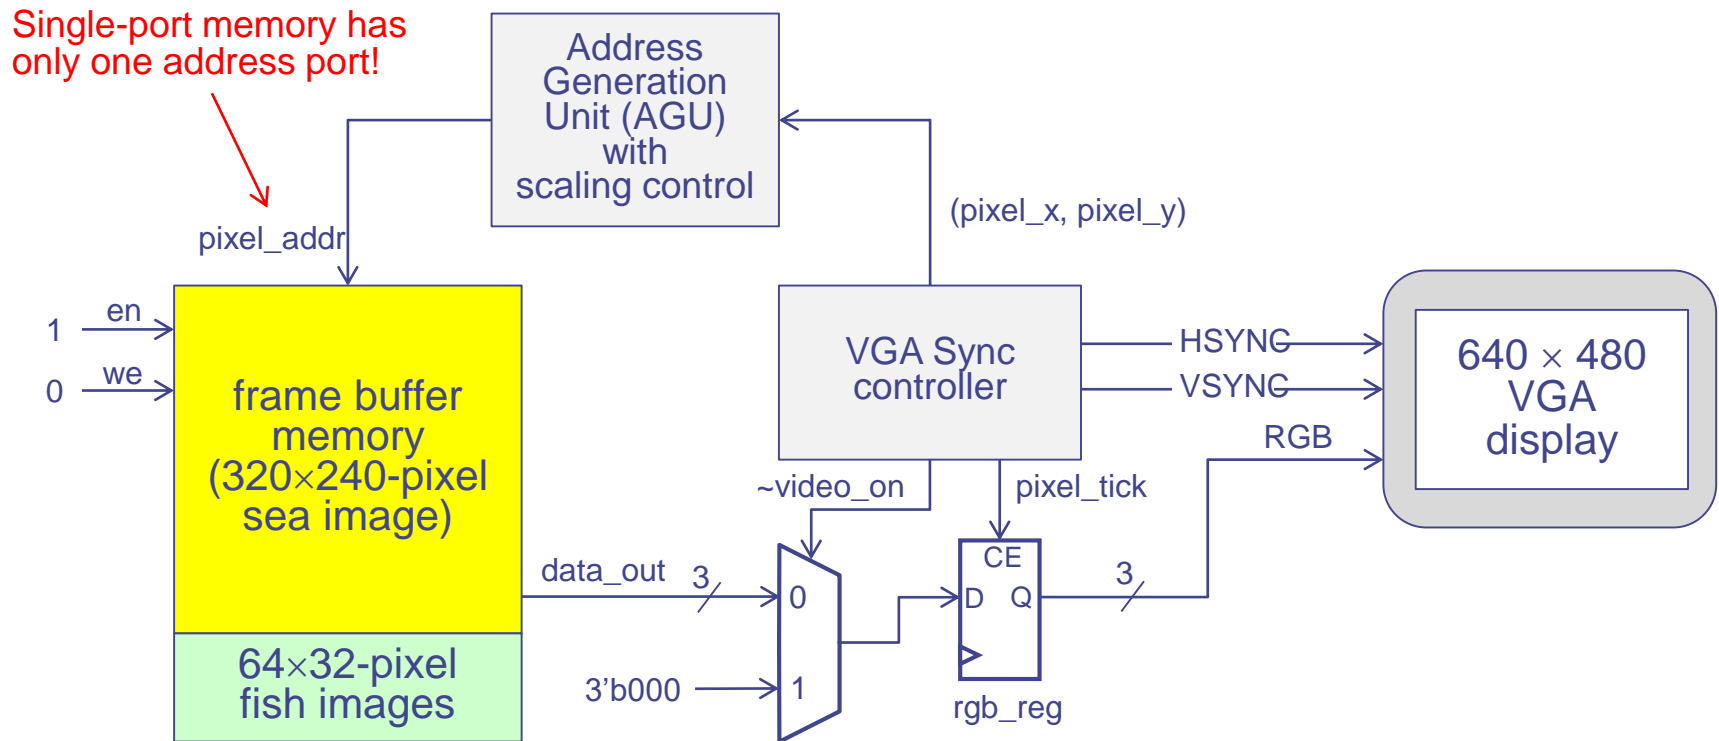 Single-port memory has
only one address port!
Address
Generation
Unit (AGU)
with
scaling control
(pixel_x, pixel_y)
pixel_addr
en
1
we
0
frame buffer
memory
(320×240-pixel
sea image)
64×32-pixel
fish images
VGA Sync
controller
HSYNC
VSYNC
RGB
640 × 480
VGA
display
~video_on
pixel_tick
data_out
3
0
1
3’b000
CE
D
Q
3
rgb_reg